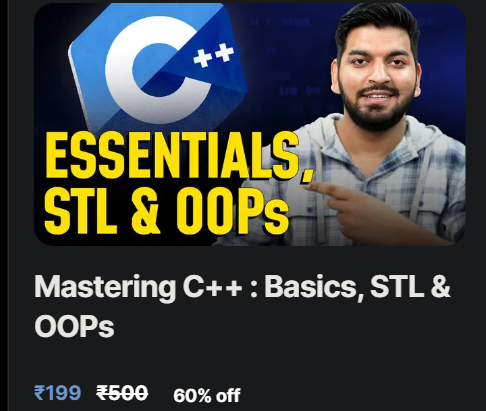 C++
ESSENTIALS,
STL & OOPs
Mastering C++ : Basics, STL &
OOPs
₹199 ₹500 60% off